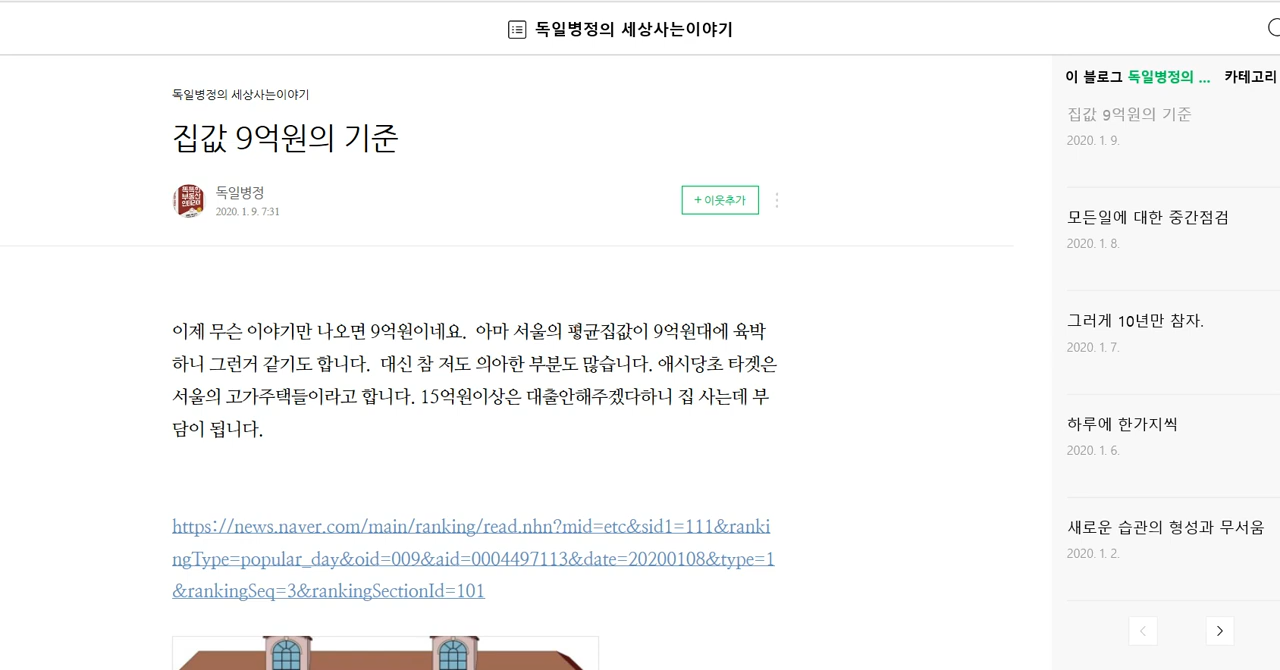 독일병정의 세상사는이야기
독일병정의 세상사는이야기
집값 9억원의 기준
독일병정
2020. 1. 9. 7:31
+ 이웃추가
이제 무슨 이야기만 나오면 9억원이네요.  아마 서울의 평균집값이 9억원대에 육박
하니 그런거 같기도 합니다.  대신 참 저도 의아한 부분도 많습니다. 애시당초 타겟은
서울의 고가주택들이라고 합니다. 15억원이상은 대출안해주겠다하니 집 사는데 부
담이 됩니다.
https://news.naver.com/main/ranking/read.nhn?mid=etc&sid1=111&ranki
ngType=popular_day&oid=009&aid=0004497113&date=20200108&type=1
&rankingSeq=3&rankingSectionId=101
이 블로그 독일병정의 ... 카테고리
집값 9억원의 기준
2020. 1. 9.
모든일에 대한 중간점검
2020. 1. 8.
그러게 10년만 참자.
2020. 1. 7.
하루에 한가지씩
2020. 1. 6.
새로운 습관의 형성과 무서움
2020. 1. 2.